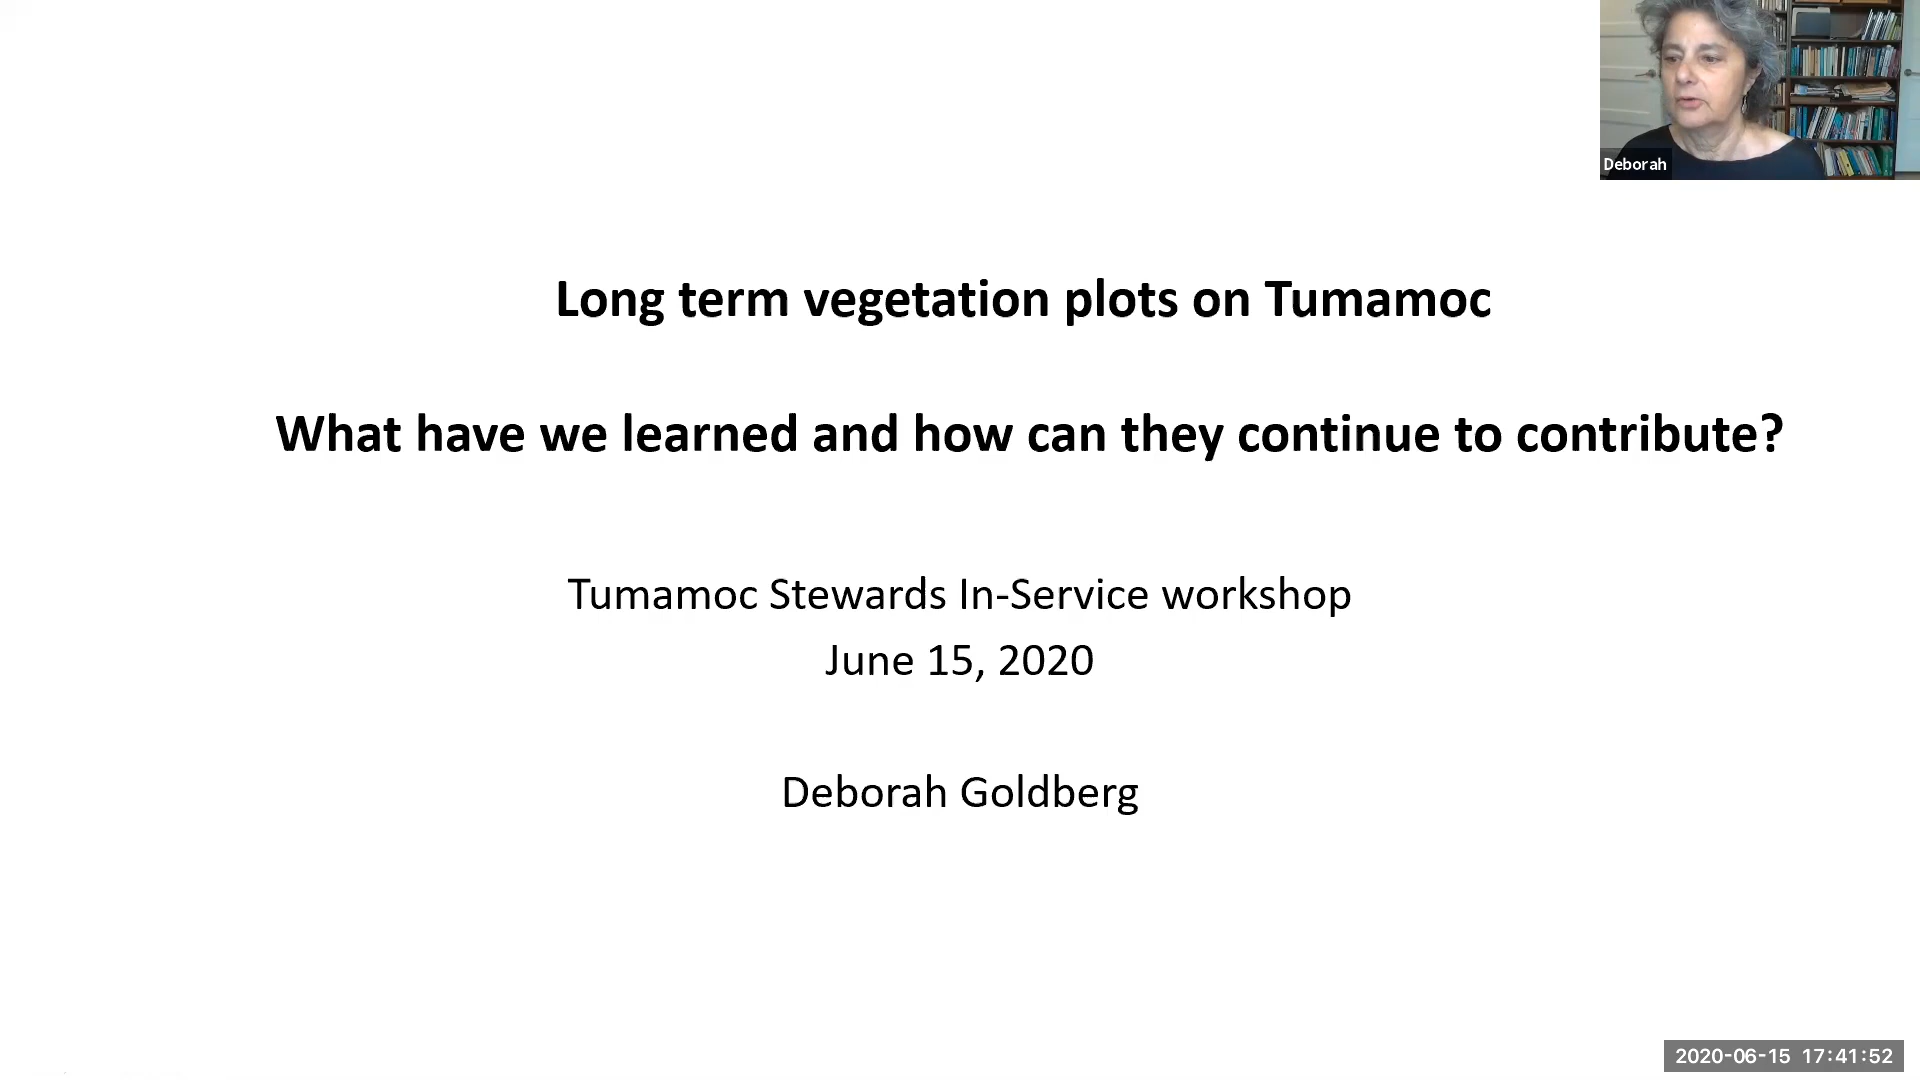 Deborah
Long term vegetation plots on Tumamoc
What have we learned and how can they continue to contribute?
Tumamoc Stewards In-Service workshop
June 15, 2020
Deborah Goldberg
2020-06-15 17:41:52